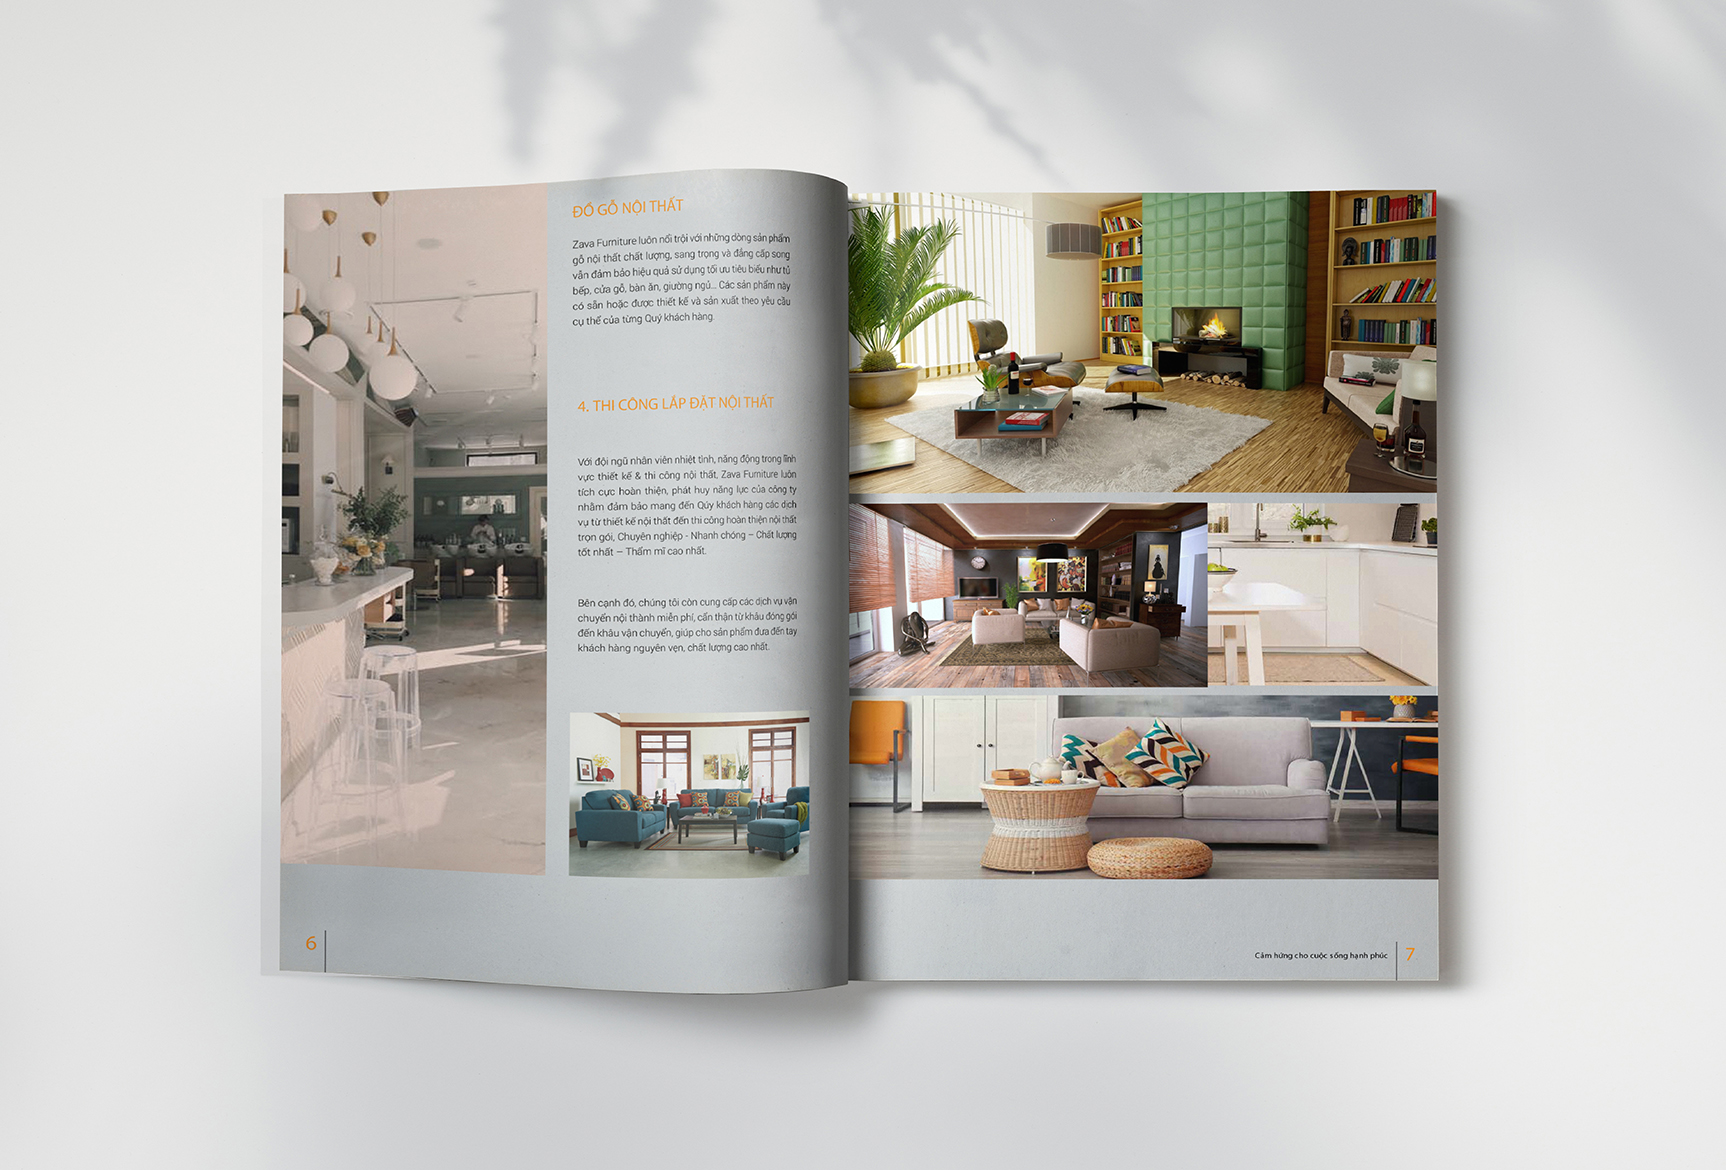 ĐỒ GỖ NỘI THẤT
Zava Furniture luôn nổi trội với những dòng sản phẩm
gỗ nội thất chất lượng, sang trọng và đẳng cấp song
vẫn đảm bảo hiệu quả sử dụng tối ưu tiêu biểu như tủ
bếp, cửa gỗ, bàn ăn, giường ngủ... Các sản phẩm này
có sẵn hoặc được thiết kế và sản xuất theo yêu cầu
cụ thể của từng Quý khách hàng.
4. THI CÔNG LẮP ĐẶT NỘI THẤT
Với đội ngũ nhân viên nhiệt tình, năng động trong lĩnh
vực thiết kế & thi công nội thất, Zava Furniture luôn
tích cực hoàn thiện, phát huy năng lực của công ty
nhằm đảm bảo mang đến Qúy khách hàng các dịch
vụ từ thiết kế nội thất đến thi công hoàn thiện nội thất
trọn gói, Chuyên nghiệp - Nhanh chóng – Chất lượng
tốt nhất – Thẩm mĩ cao nhất.
Bên cạnh đó, chúng tôi còn cung cấp các dịch vụ vận
chuyển nội thành miễn phí, cẩn thận từ khâu đóng gói
đến khâu vận chuyển, giúp cho sản phẩm đưa đến tay
khách hàng nguyên vẹn, chất lượng cao nhất.
6
Cảm hứng cho cuộc sống hạnh phúc
7